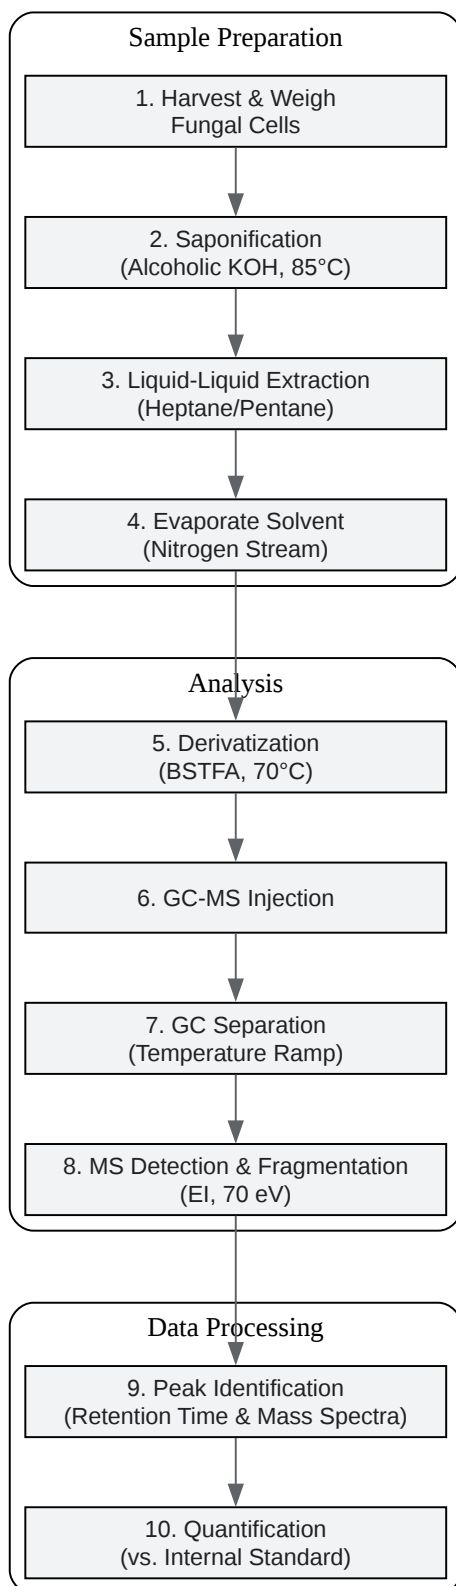 Sample Preparation
1. Harvest & Weigh
Fungal Cells
2. Saponification
(Alcoholic KOH, 85°C)
3. Liquid-Liquid Extraction
(Heptane/Pentane)
4. Evaporate Solvent
(Nitrogen Stream)
Analysis
5. Derivatization
(BSTFA, 70°C)
6. GC-MS Injection
7. GC Separation
(Temperature Ramp)
8. MS Detection & Fragmentation
(EI, 70 eV)
Data Processing
9. Peak Identification
(Retention Time & Mass Spectra)
10. Quantification
(vs. Internal Standard)